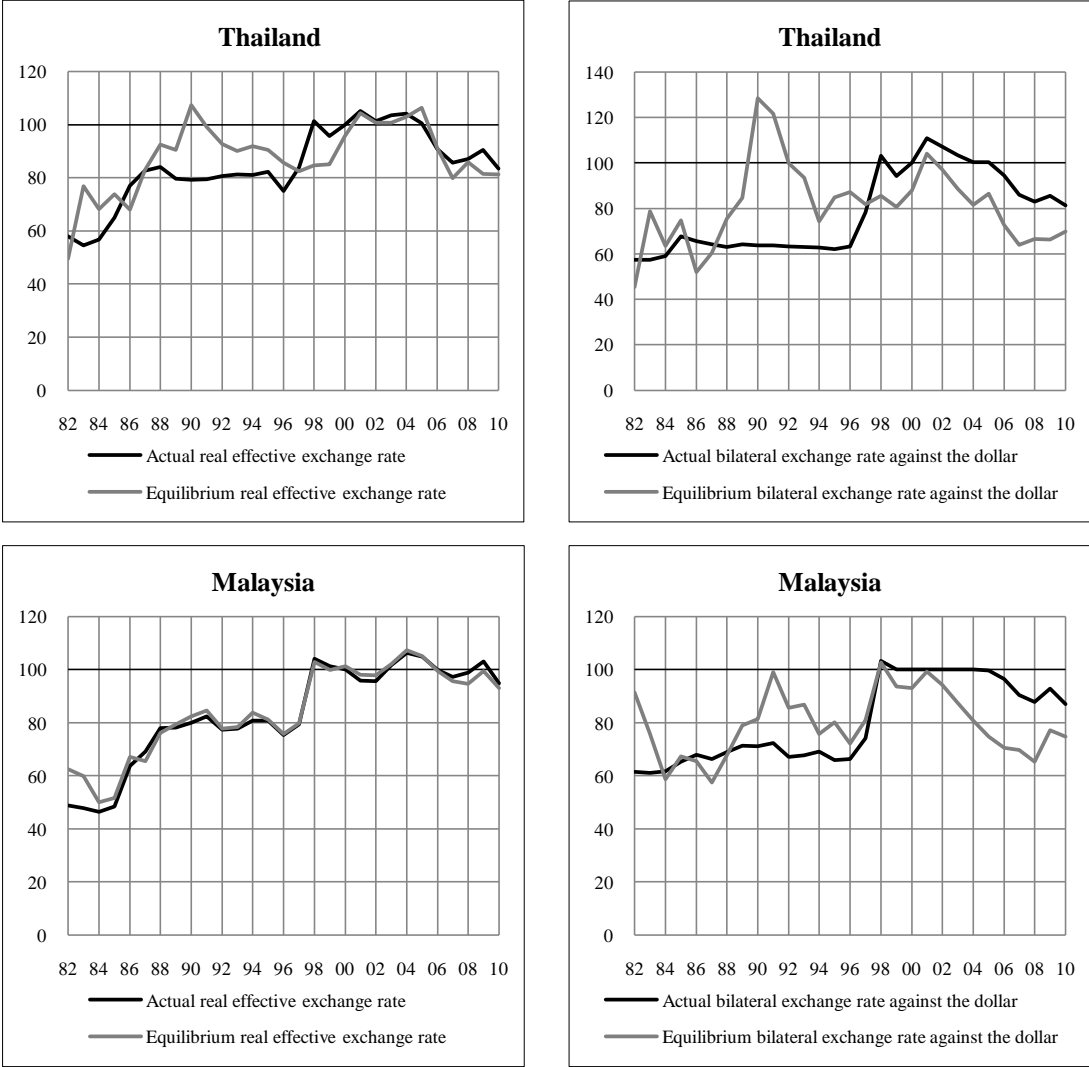 Thailand
120
100
80
60
40
20
0
82 84 86 88 90 92 94 96 98 00 02 04 06 08 10
Actual real effective exchange rate
Equilibrium real effective exchange rate
Thailand
140
120
100
80
60
40
20
0
82 84 86 88 90 92 94 96 98 00 02 04 06 08 10
Actual bilateral exchange rate against the dollar
Equilibrium bilateral exchange rate against the dollar
Malaysia
120
100
80
60
40
20
0
82 84 86 88 90 92 94 96 98 00 02 04 06 08 10
Actual real effective exchange rate
Equilibrium real effective exchange rate
Malaysia
120
100
80
60
40
20
0
82 84 86 88 90 92 94 96 98 00 02 04 06 08 10
Actual bilateral exchange rate against the dollar
Equilibrium bilateral exchange rate against the dollar